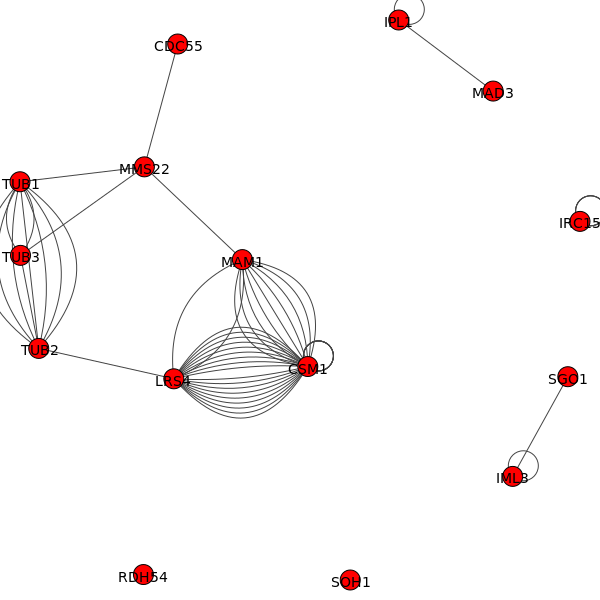 IPL1
CDC55
MAD3
MMS22
TUB1
IRC15
TUB3
MAM1
TUB2
CSM1
LRS4
SGO1
IML3
RDH54
SOH1